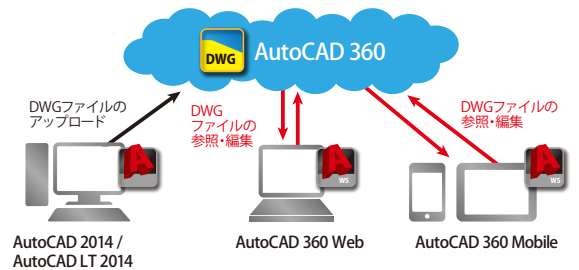 DWG
AutoCAD 360
DWGファイルの
アップロード
DWG
ファイルの
参照・編集
DWGファイルの
参照・編集
WS
WS
AutoCAD 2014 /
AutoCAD LT 2014
AutoCAD 360 Web
AutoCAD 360 Mobile